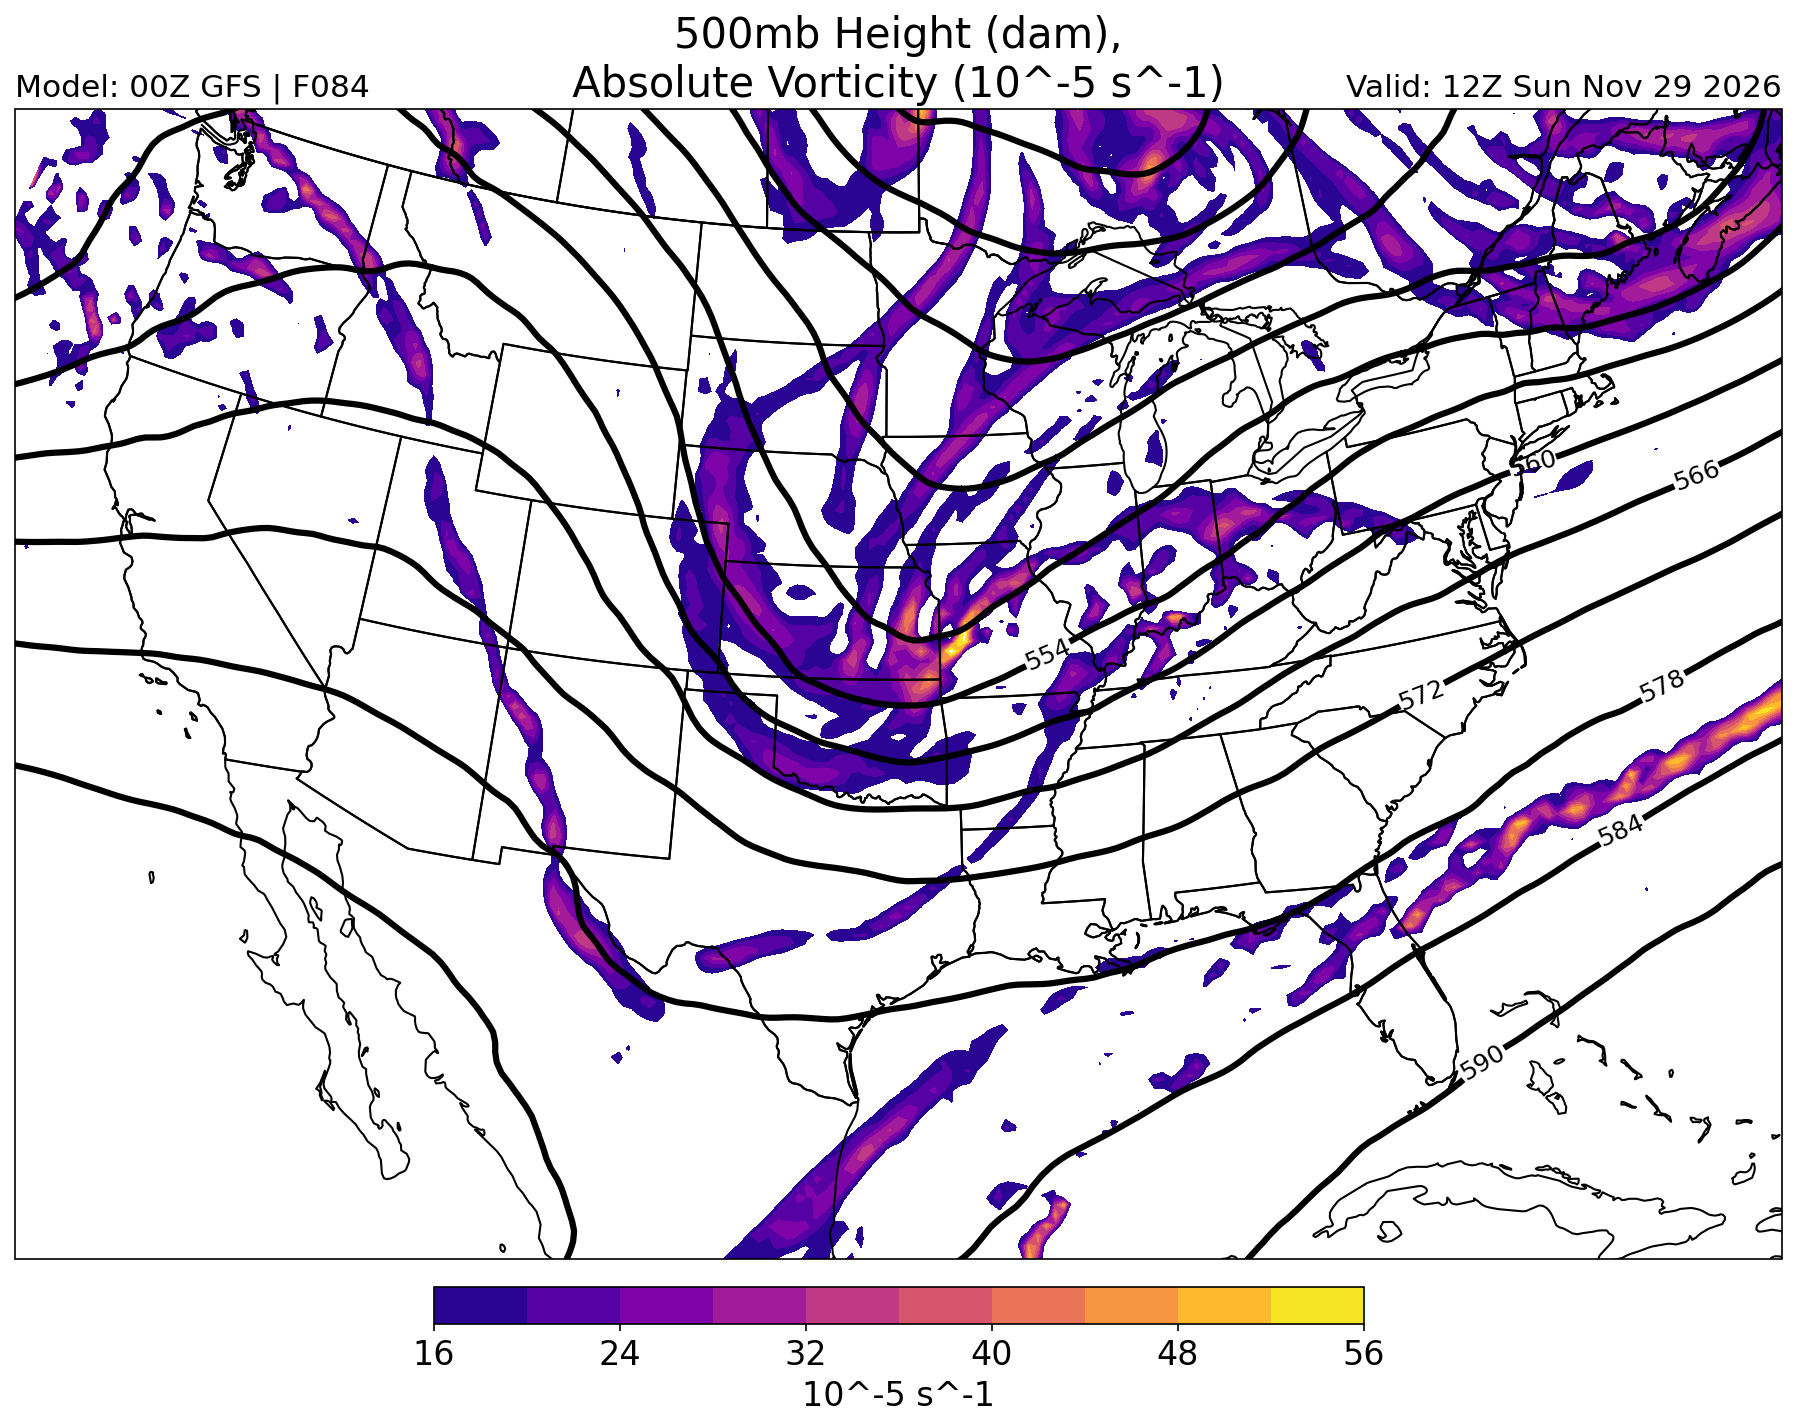 500mb Height (dam),
Model: 00Z GFS | F084
Absolute Vorticity (10^-5 s^-1)
Valid: 12Z Sun Nov 29 2026
560
566
554
572
578
584
590
16
24
32
40
48
56
10^-5 s^-1